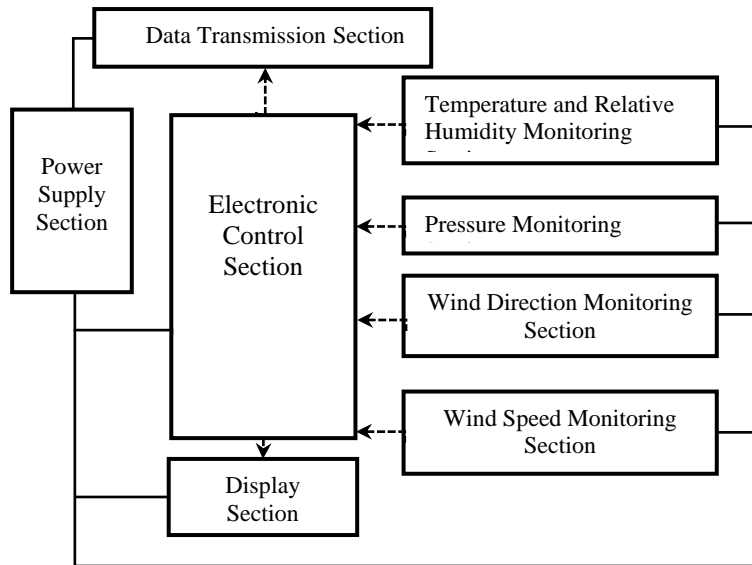 Data Transmission Section
Temperature and Relative
Humidity Monitoring
Power
Supply
Section
Electronic
Control
Section
Pressure Monitoring
Wind Direction Monitoring
Section
Wind Speed Monitoring
Section
Display
Section